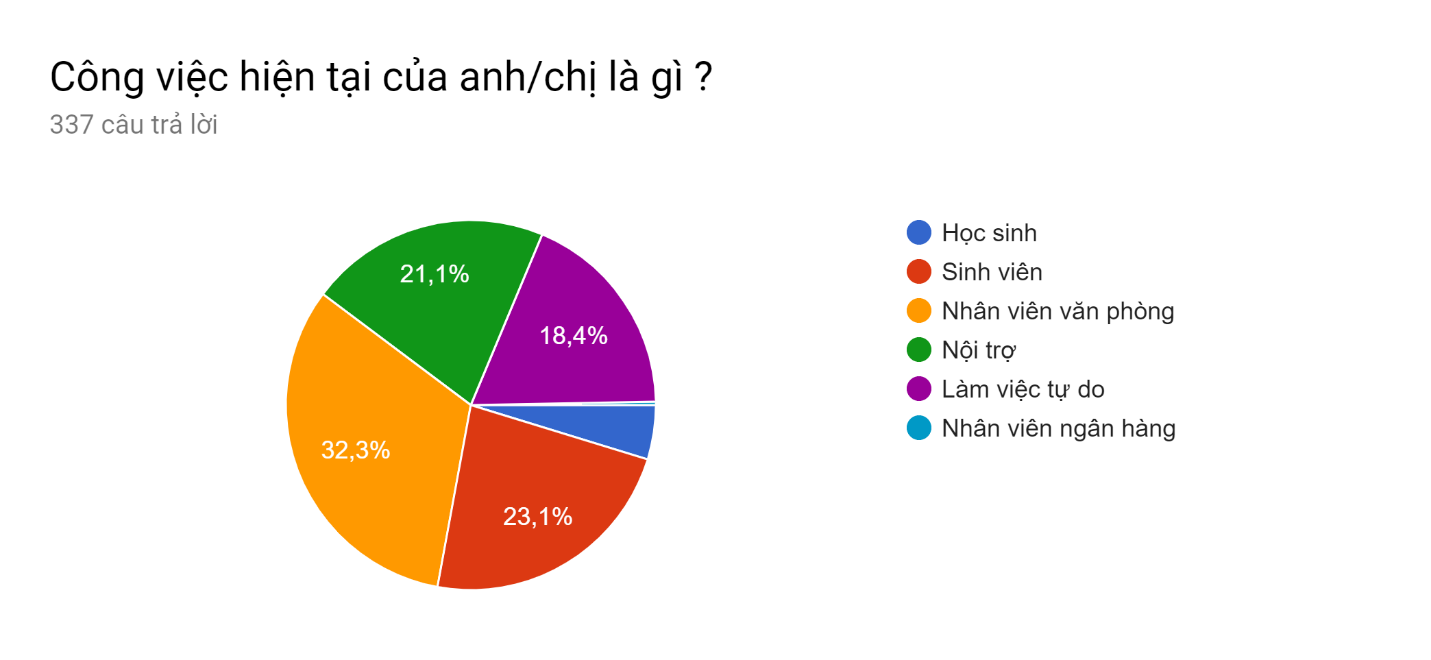 Công việc hiện tại của anh/chị là gì ?
337 câu trả lời
21,1%
18,4%
32,3%
23,1%
Học sinh
Sinh viên
Nhân viên văn phòng
Nội trợ
Làm việc tự do
Nhân viên ngân hàng